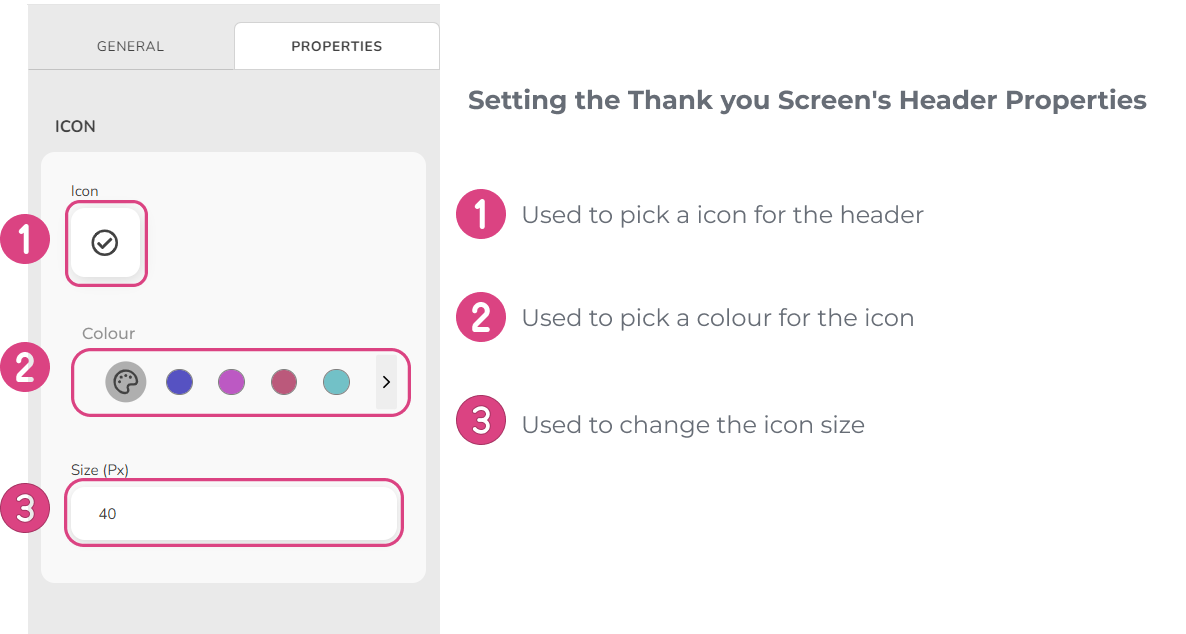 GENERAL
PROPERTIES
Setting the Thank you Screen's Header Properties
ICON
Icon
1
1 Used to pick a icon for the header
2 Used to pick a colour for the icon
Colour
2
3 Used to change the icon size
Size (Px)
3
40